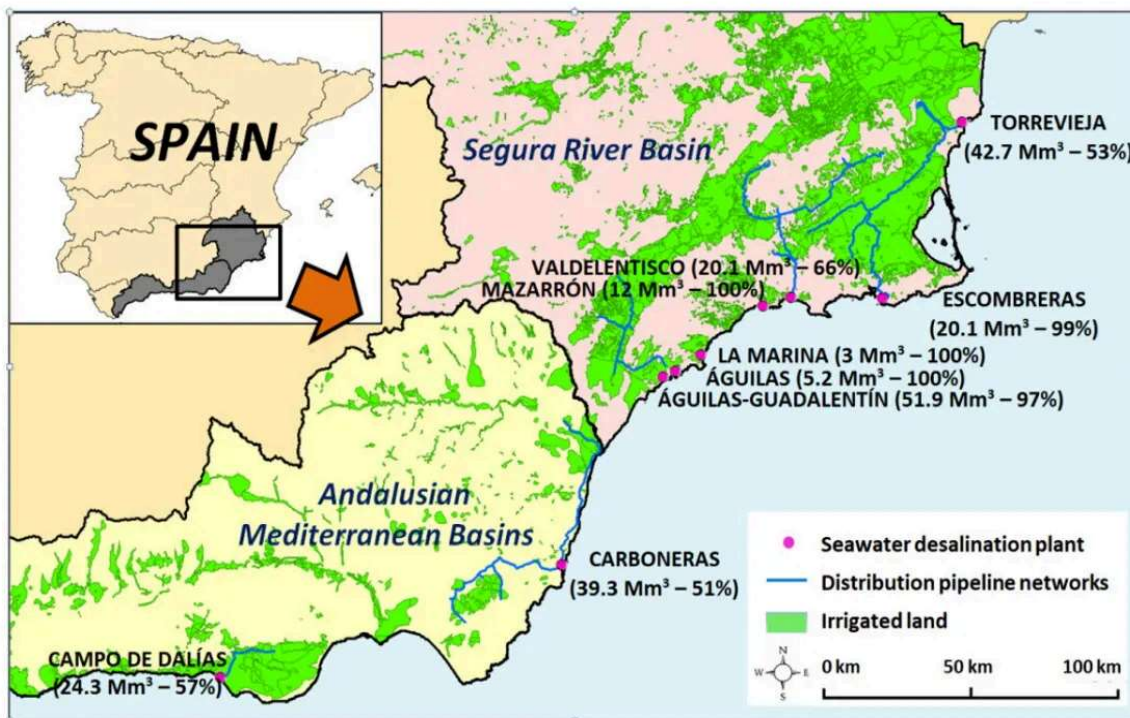 SPAIN
Segura River Basin
TORREVIEJA
(42.7 Mm³ – 53%)
VALDELENTISCO (20.1 Mm³ – 66%)
MAZARRÓN (12 Mm³ – 100%)
ESCOMBRERAS
(20.1 Mm³ – 99%)
LA MARINA (3 Mm³ – 100%)
ÁGUILAS (5.2 Mm³ – 100%)
ÁGUILAS-GUADALENTÍN (51.9 Mm³ – 97%)
Andalusian
Mediterranean Basins
CARBONERAS
(39.3 Mm³ – 51%)
CAMPO DE DALÍAS
(24.3 Mm³ – 57%)
Seawater desalination plant
Distribution pipeline networks
Irrigated land
N
W E
S
0 km 50 km 100 km